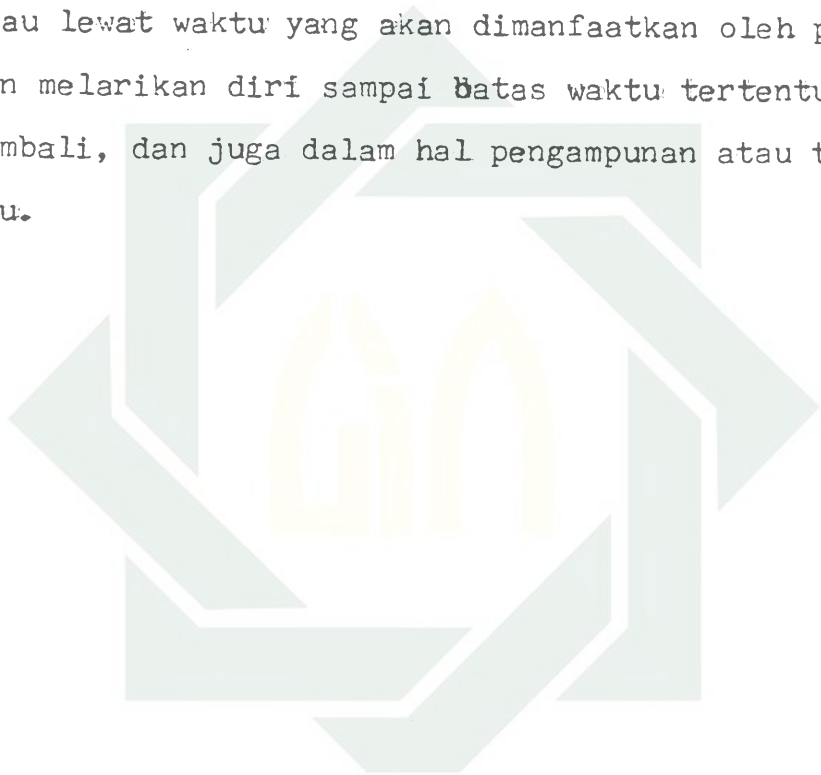 au lewat waktu yang akan dimanfaatkan oleh p
n melarikan diri sampai batas waktu tertentu
mbali, dan juga dalam hal pengampunan atau t
u.